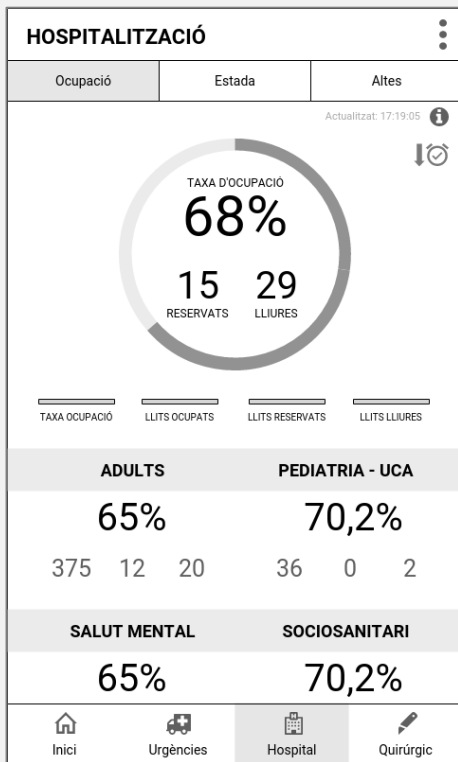 HOSPITALITZACIÓ
Ocupació Estada Altes
Actualitzat: 17:19:05
TAXA D'OCUPACIÓ
68%
15 29
RESERVATS LLIURES
TAXA OCUPACIÓ LLITS OCUPATS LLITS RESERVATS LLITS LLIURES
ADULTS PEDIATRIA - UCA
65% 70,2%
375 12 20 36 0 2
SALUT MENTAL SOCIOSANITARI
65% 70,2%
Inici Urgències Hospital Quirúrgic